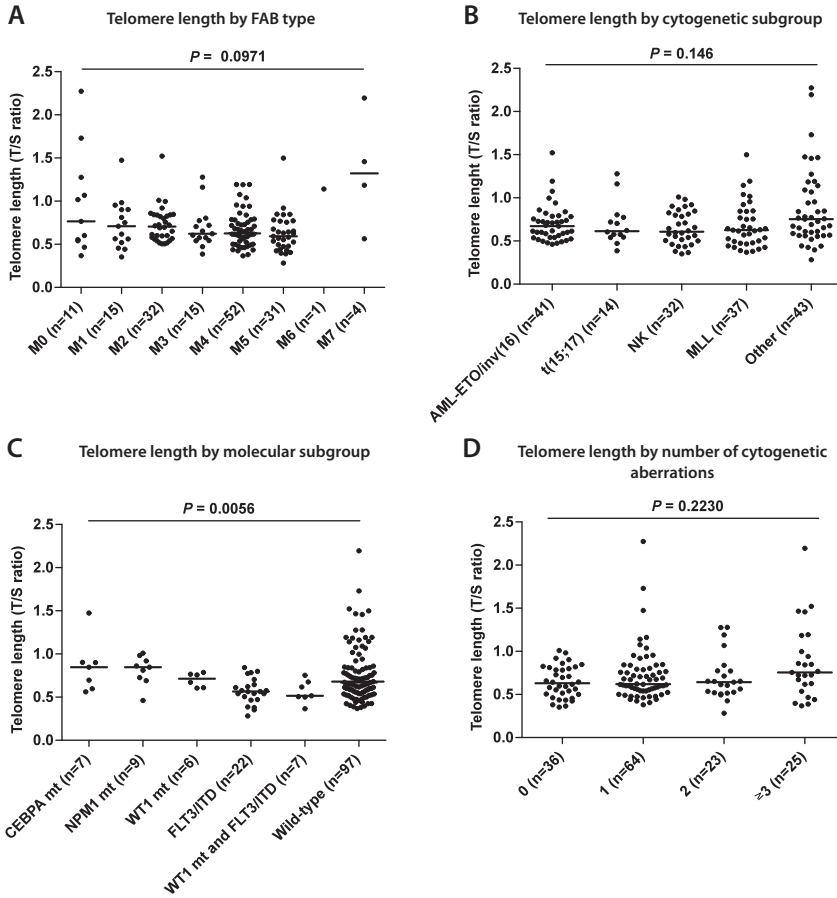 A
Telomere length by FAB type
P = 0.0971
Telomere length (T/S ratio)
2.5
2.0
1.5
1.0
0.5
0.0
M0 (n=11)
M1 (n=15)
M2 (n=32)
M3 (n=15)
M4 (n=52)
M5 (n=31)
M6 (n=1)
M7 (n=4)
B
Telomere length by cytogenetic subgroup
P = 0.146
Telomere lenght (T/S ratio)
2.5
2.0
1.5
1.0
0.5
0.0
AML-ETO/inv(16) (n=41)
t(15;17) (n=14)
NK (n=32)
MLL (n=37)
Other (n=43)
C
Telomere length by molecular subgroup
P = 0.0056
Telomere length (T/S ratio)
2.5
2.0
1.5
1.0
0.5
0.0
CEBPA mt (n=7)
NPM1 mt (n=9)
WT1 mt (n=6)
FLT3/ITD (n=22)
WT1 mt and FLT3/ITD (n=7)
Wild-type (n=97)
D
Telomere length by number of cytogenetic
aberrations
P = 0.2230
Telomere length (T/S ratio)
2.5
2.0
1.5
1.0
0.5
0.0
0 (n=36)
1 (n=64)
2 (n=23)
≥3 (n=25)